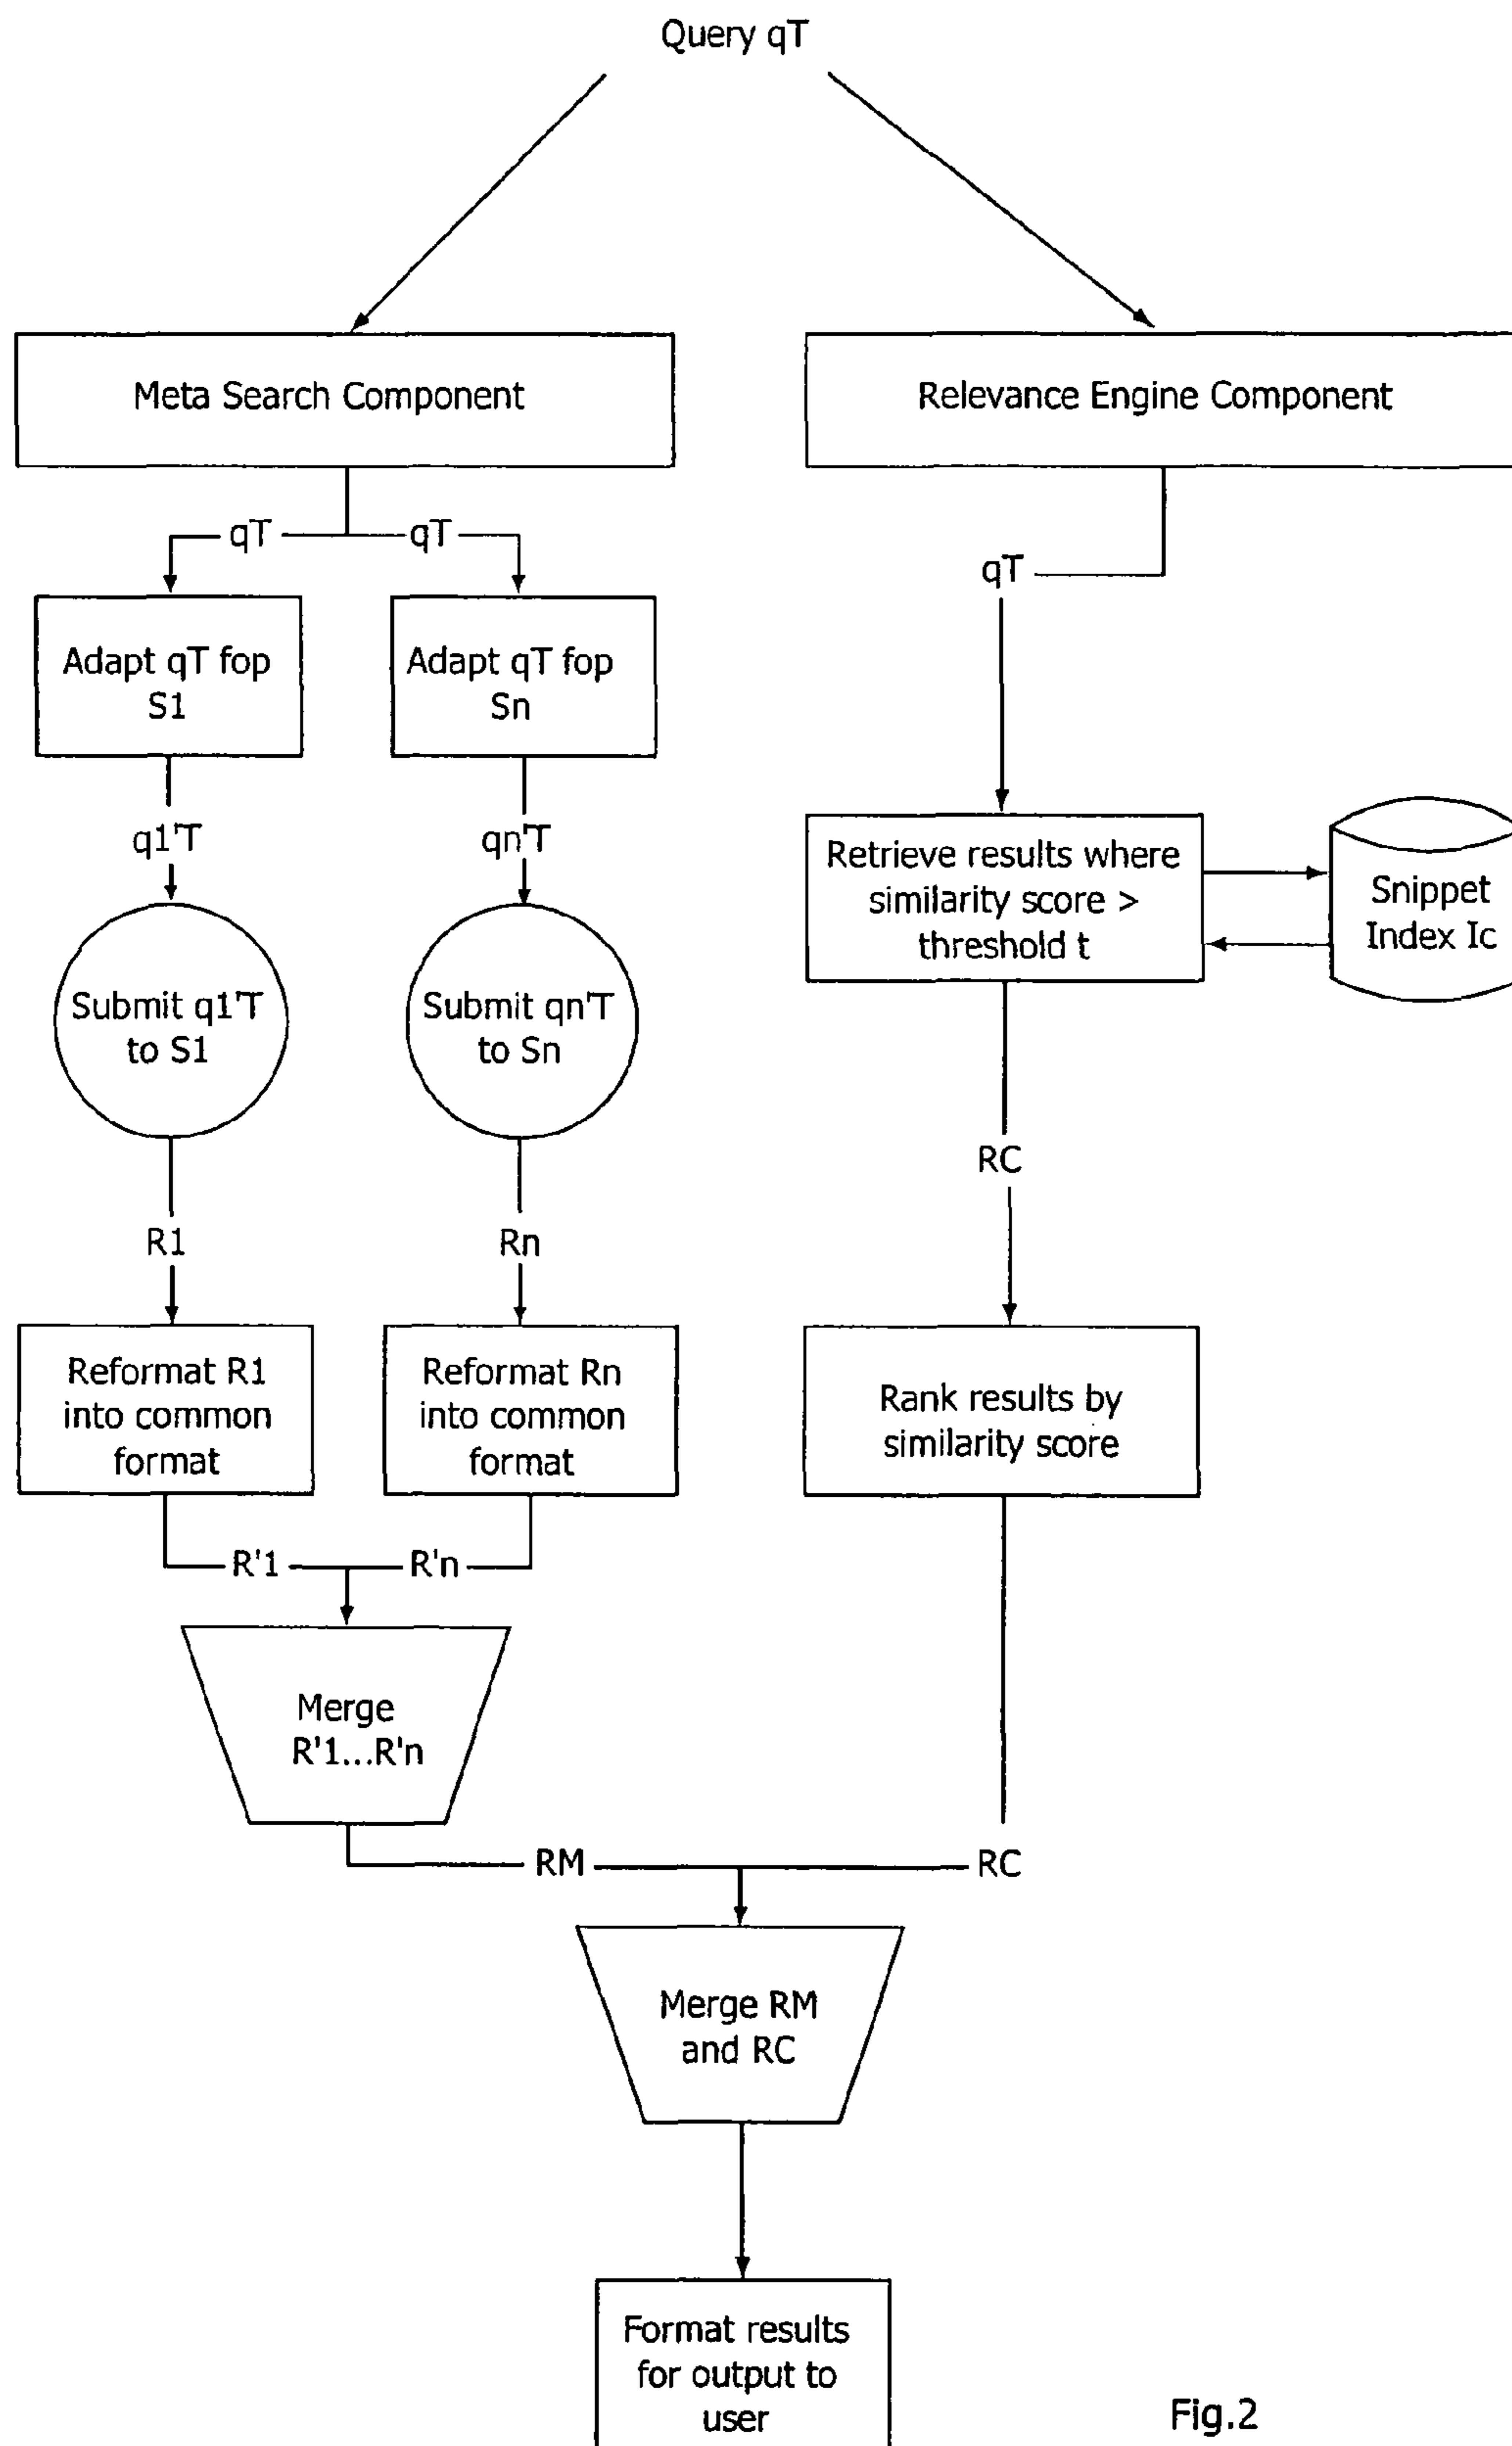 Query qT
Meta Search Component
Relevance Engine Component
qT
qT
qT
Adapt qT fop
S1
Adapt qT fop
Sn
q1'T
qn'T
Retrieve results where
similarity score >
threshold t
Snippet
Index Ic
Submit q1'T
to S1
Submit qn'T
to Sn
RC
R1
Rn
Reformat R1
into common
format
Reformat Rn
into common
format
Rank results by
similarity score
R'1
R'n
Merge
R'1...R'n
RM
RC
Merge RM
and RC
Format results
for output to
user
Fig.2